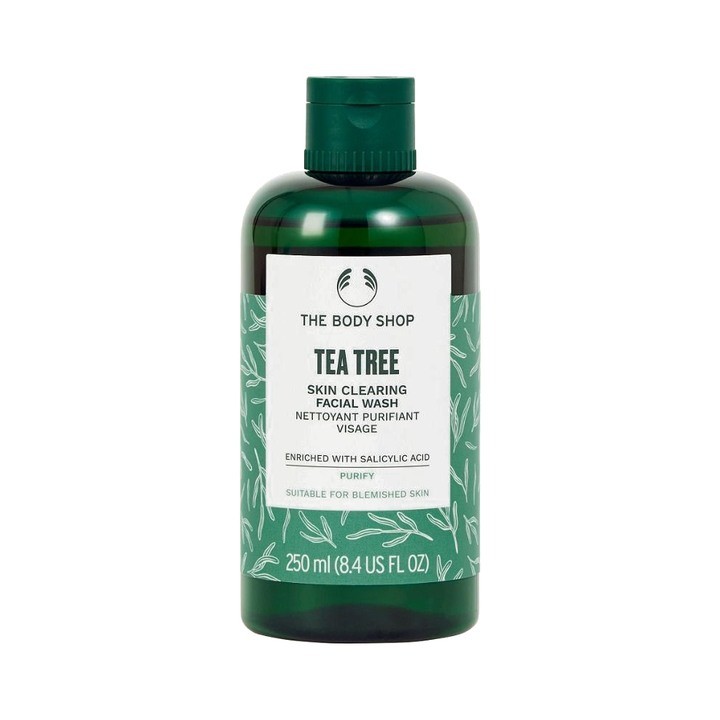 THE BODY SHOP
TEA TREE
SKIN CLEARING
FACIAL WASH
NETTOYANT PURIFIANT
VISAGE
ENRICHED WITH SALICYLIC ACID
PURIFY
SUITABLE FOR BLEMISHED SKIN
250 ml (8.4 US FL OZ)